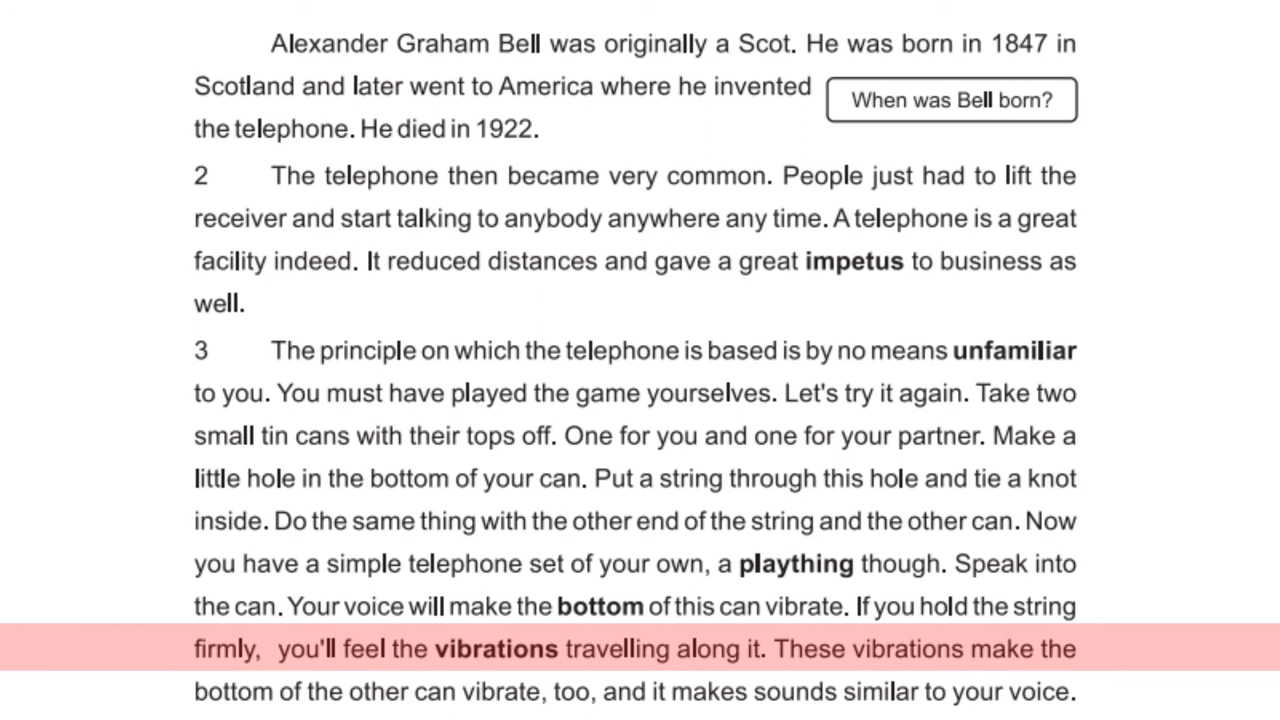 Alexander Graham Bell was originally a Scot. He was born in 1847 in
Scotland and later went to America where he invented
When was Bell born?
the telephone. He died in 1922.
2 The telephone then became very common. People just had to lift the
receiver and start talking to anybody anywhere any time. A telephone is a great
facility indeed. It reduced distances and gave a great impetus to business as
well.
3 The principle on which the telephone is based is by no means unfamiliar
to you. You must have played the game yourselves. Let's try it again. Take two
small tin cans with their tops off. One for you and one for your partner. Make a
little hole in the bottom of your can. Put a string through this hole and tie a knot
inside. Do the same thing with the other end of the string and the other can. Now
you have a simple telephone set of your own, a plaything though. Speak into
the can. Your voice will make the bottom of this can vibrate. If you hold the string
firmly, you'll feel the vibrations travelling along it. These vibrations make the
bottom of the other can vibrate, too, and it makes sounds similar to your voice.